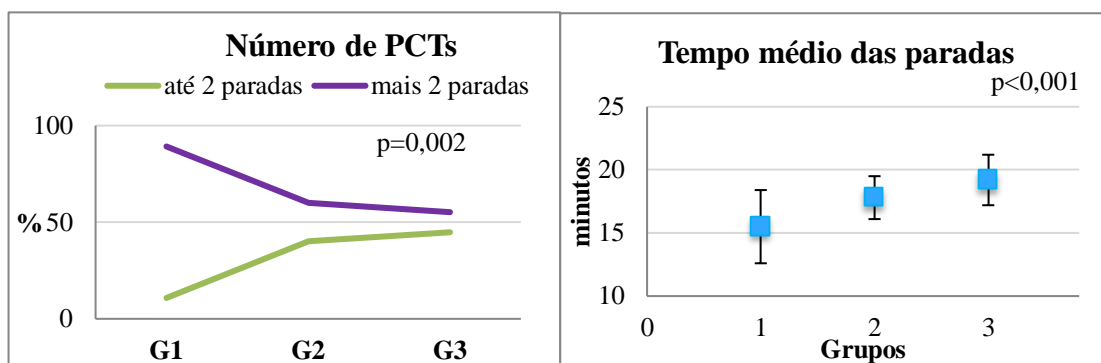 Número de PCTs
até 2 paradas mais 2 paradas
100
p=0,002
% 50
0
G1 G2 G3
Tempo médio das paradas
p<0,001
25
20
minutos
15
10
0 1 2 3
Grupos